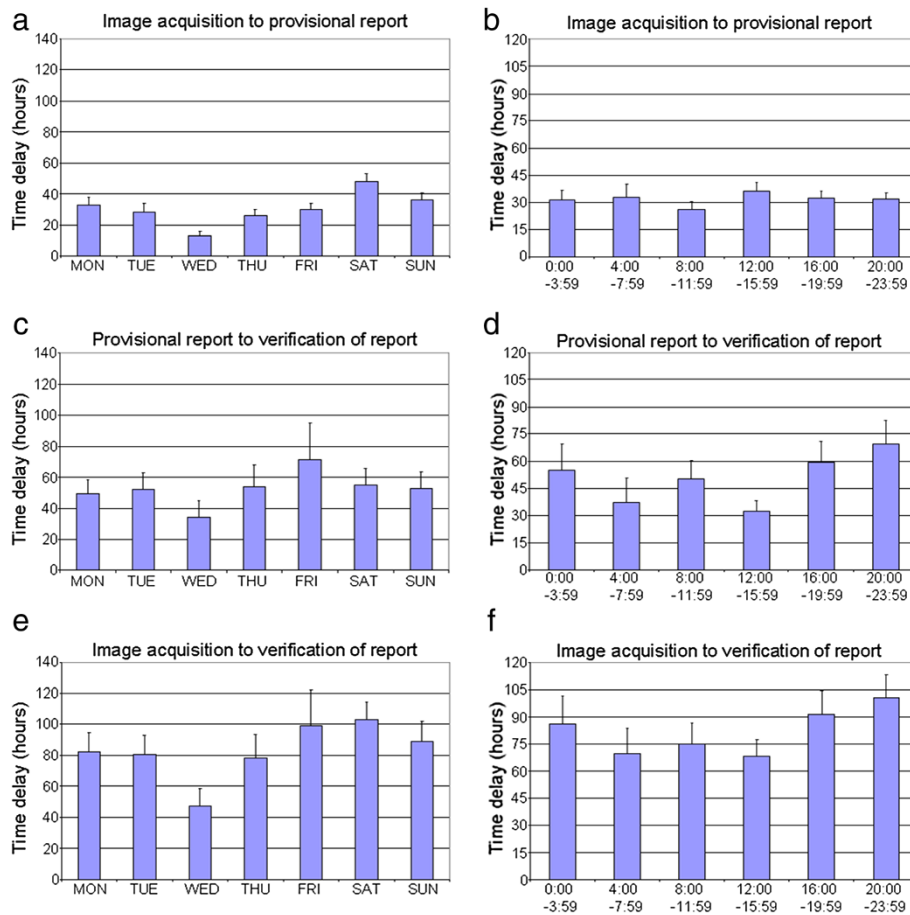 a
Image acquisition to provisional report
Time delay (hours)
140
120
100
80
60
40
20
0
MON TUE WED THU FRI SAT SUN
b
Image acquisition to provisional report
Time delay (hours)
120
105
90
75
60
45
30
15
0
0:00 4:00 8:00 12:00 16:00 20:00
-3:59 -7:59 -11:59 -15:59 -19:59 -23:59
c
Provisional report to verification of report
Time delay (hours)
140
120
100
80
60
40
20
0
MON TUE WED THU FRI SAT SUN
d
Provisional report to verification of report
Time delay (hours)
120
105
90
75
60
45
30
15
0
0:00 4:00 8:00 12:00 16:00 20:00
-3:59 -7:59 -11:59 -15:59 -19:59 -23:59
e
Image acquisition to verification of report
Time delay (hours)
140
120
100
80
60
40
20
0
MON TUE WED THU FRI SAT SUN
f
Image acquisition to verification of report
Time delay (hours)
120
105
90
75
60
45
30
15
0
0:00 4:00 8:00 12:00 16:00 20:00
-3:59 -7:59 -11:59 -15:59 -19:59 -23:59